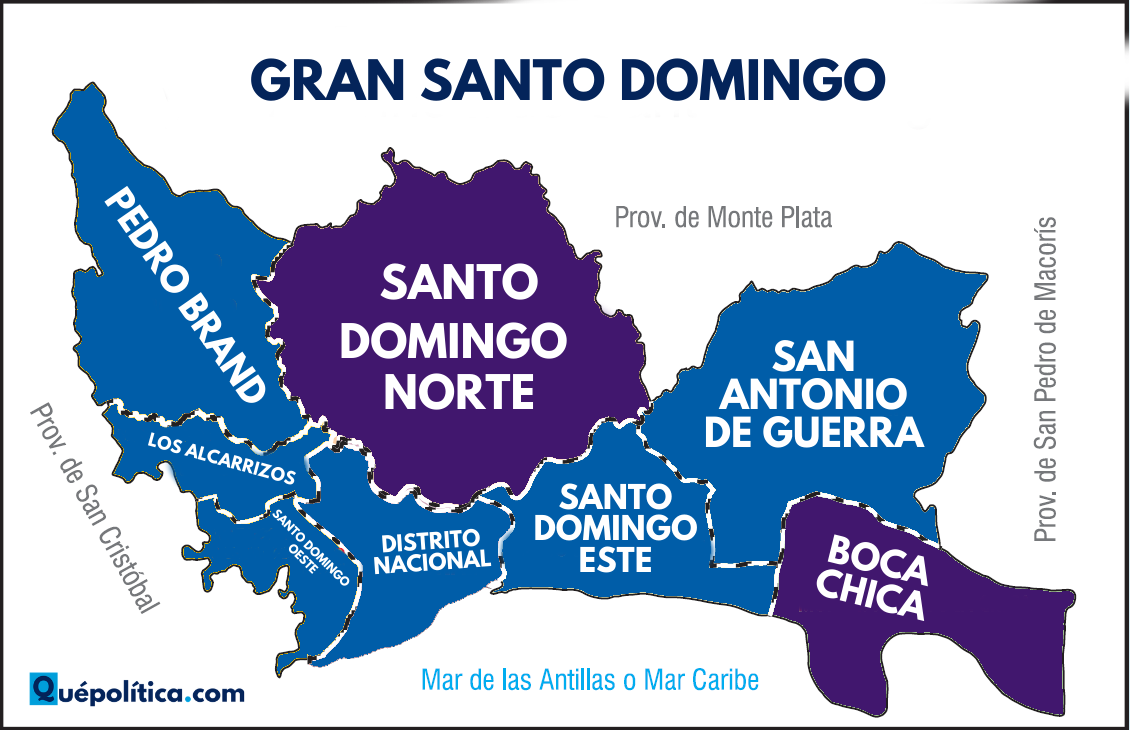 GRAN SANTO DOMINGO
PEDRO BRAND
SANTO
DOMINGO
NORTE
Prov. de Monte Plata
Prov. de San Pedro de Macorís
SAN
ANTONIO
DE GUERRA
LOS ALCARRIZOS
Prov. de San Cristóbal
SANTO DOMINGO
OESTE
DISTRITO
NACIONAL
SANTO
DOMINGO
ESTE
BOCA
CHICA
Mar de las Antillas o Mar Caribe
Quépolítica.com